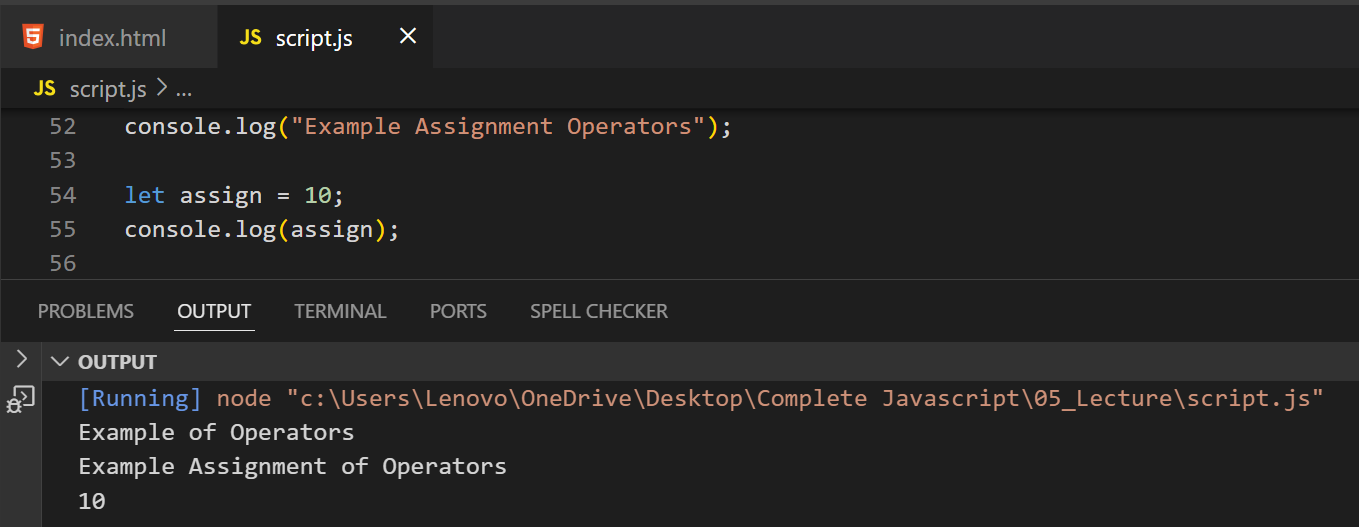 index.html JS script.js ×
JS script.js > ...
52 console.log("Example Assignment Operators");
53
54 let assign = 10;
55 console.log(assign);
56
PROBLEMS OUTPUT TERMINAL PORTS SPELL CHECKER
OUTPUT
[Running] node "c:\Users\Lenovo\OneDrive\Desktop\Complete Javascript\05_Lecture\script.js"
Example of Operators
Example Assignment of Operators
10